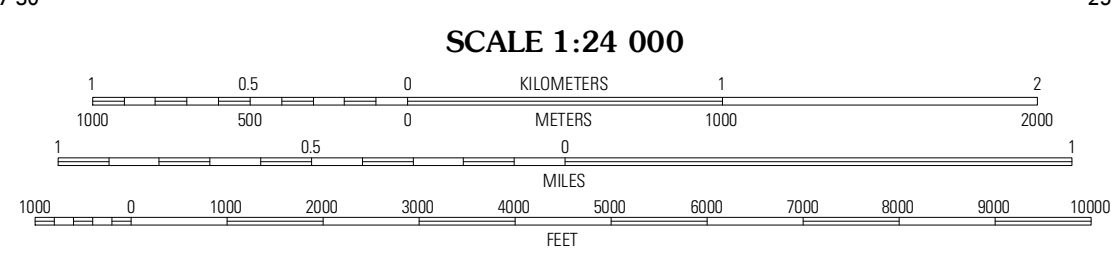 SCALE 1:24 000
1 0.5 0 KILOMETERS 1 2
1000 500 0 METERS 1000 2000
1 0.5 0 1
MILES
1000 0 1000 2000 3000 4000 5000 6000 7000 8000 9000 10000
FEET